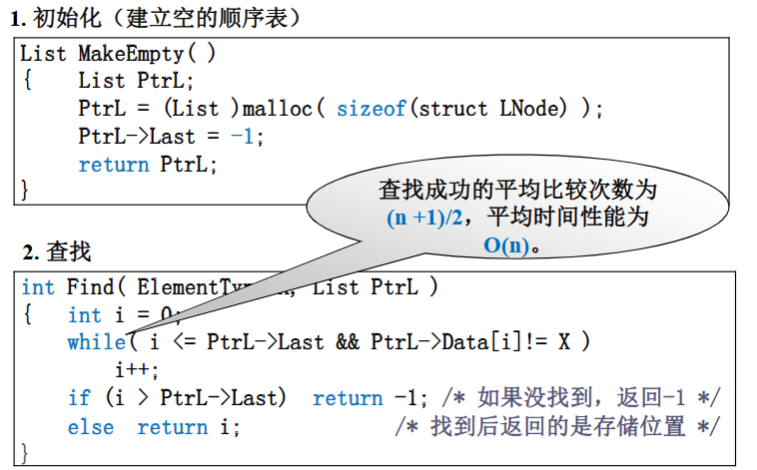 1. 初始化（建立空的顺序表）
List MakeEmpty( )
{    List PtrL;
     PtrL = (List )malloc( sizeof(struct LNode) );
     PtrL->Last = -1;
     return PtrL;
}
查找成功的平均比较次数为
(n +1)/2，平均时间性能为
O(n)。
2. 查找
int Find( List PtrL )
{    int i = 0;
     while( i <= PtrL->Last && PtrL->Data[i]!= X )
          i++;
     if (i > PtrL->Last)  return -1; /* 如果没找到，返回-1 */
     else  return i;          /* 找到后返回的是存储位置 */
}